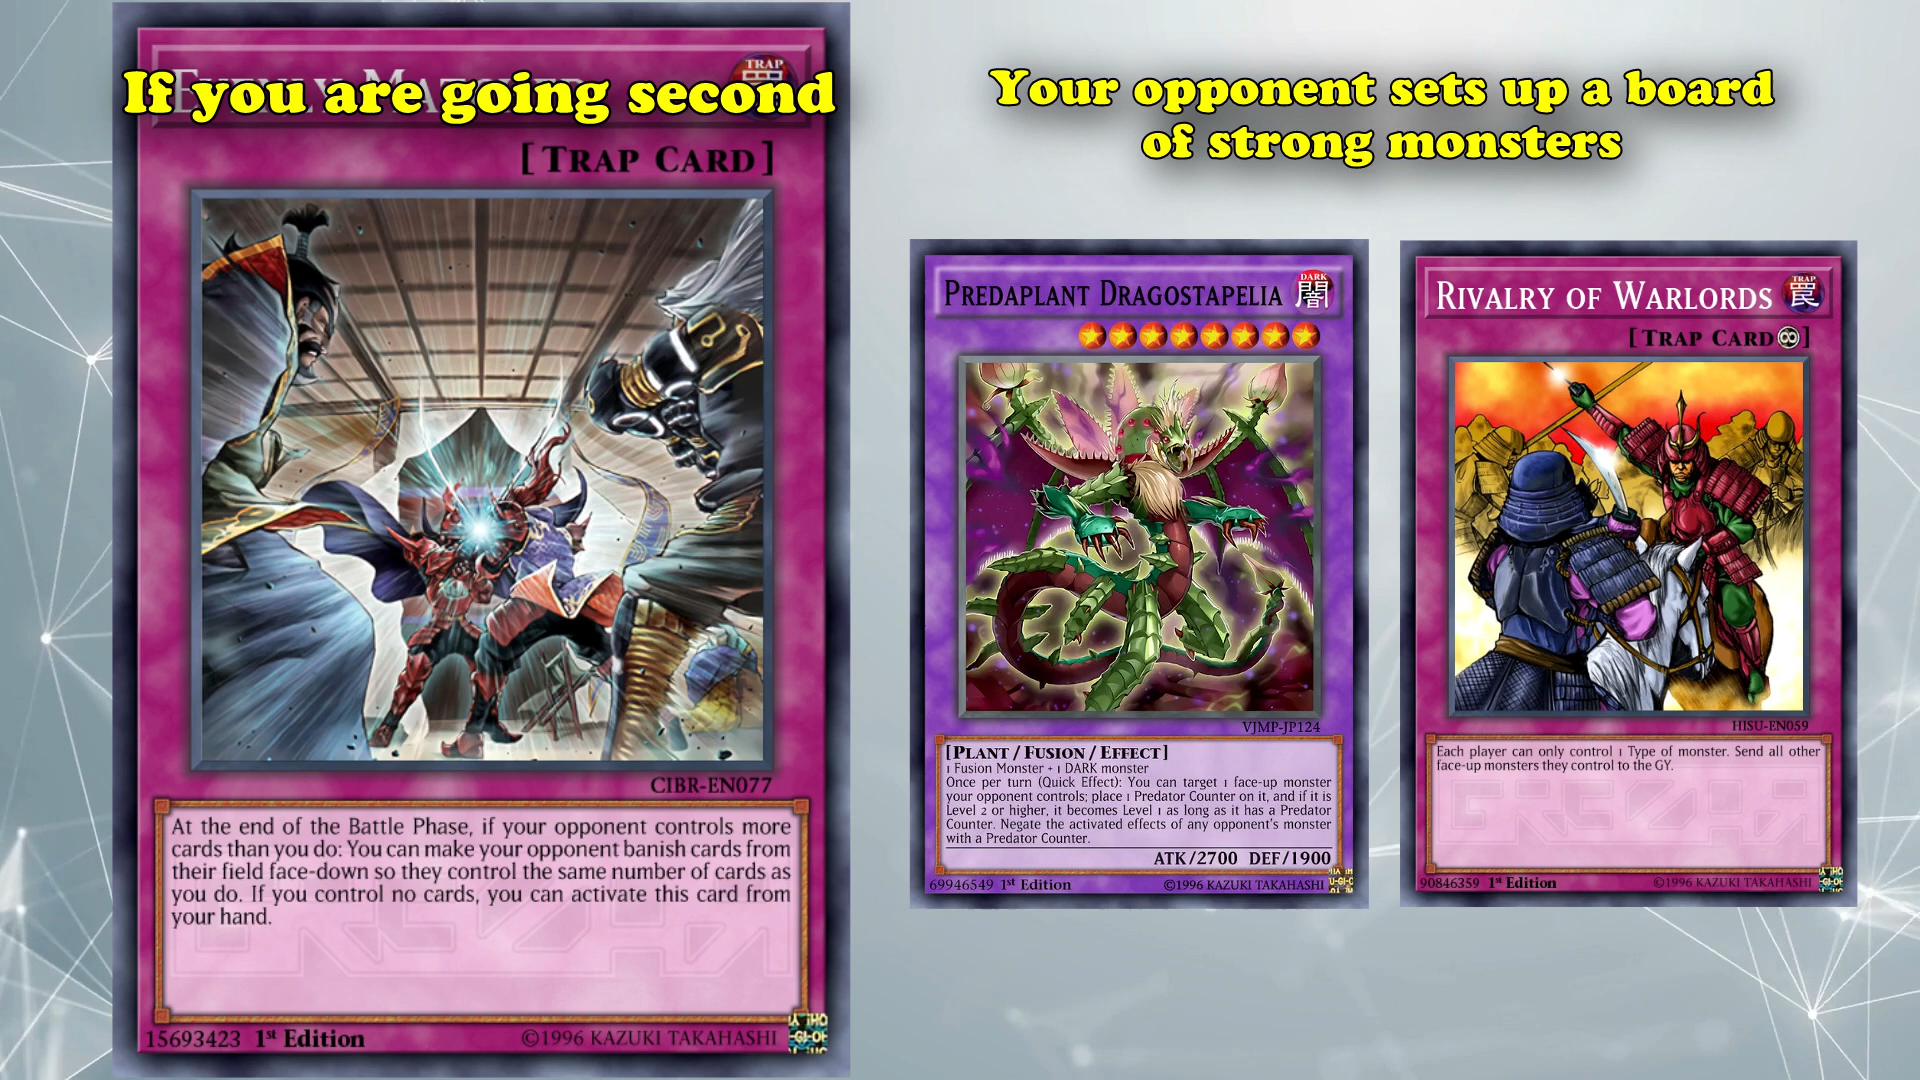 If you are going second
[TRAP CARD]
TRAP
CIBR-EN077
At the end of the Battle Phase, if your opponent controls more
cards than you do: You can make your opponent banish cards from
their field face-down so they control the same number of cards as
you do. If you control no cards, you can activate this card from
your hand.
15693423 1st Edition ©1996 KAZUKI TAKAHASHI
Your opponent sets up a board
of strong monsters
PREDAPLANT DRAGOSTAPELIA
DARK
闇
VJMP-JP124
[PLANT / FUSION / EFFECT]
1 Fusion Monster + 1 DARK monster
Once per turn (Quick Effect): You can target 1 face-up monster
your opponent controls; place 1 Predator Counter on it, and if it is
Level 2 or higher, it becomes Level 1 as long as it has a Predator
Counter. Negate the activated effects of any opponent's monster
with a Predator Counter.
ATK/2700 DEF/1900
69946549 1st Edition ©1996 KAZUKI TAKAHASHI
RIVALRY OF WARLORDS
TRAP
罠
[TRAP CARD]
HISU-EN059
Each player can only control 1 Type of monster. Send all other
face-up monsters they control to the GY.
90846359 1st Edition ©1996 KAZUKI TAKAHASHI